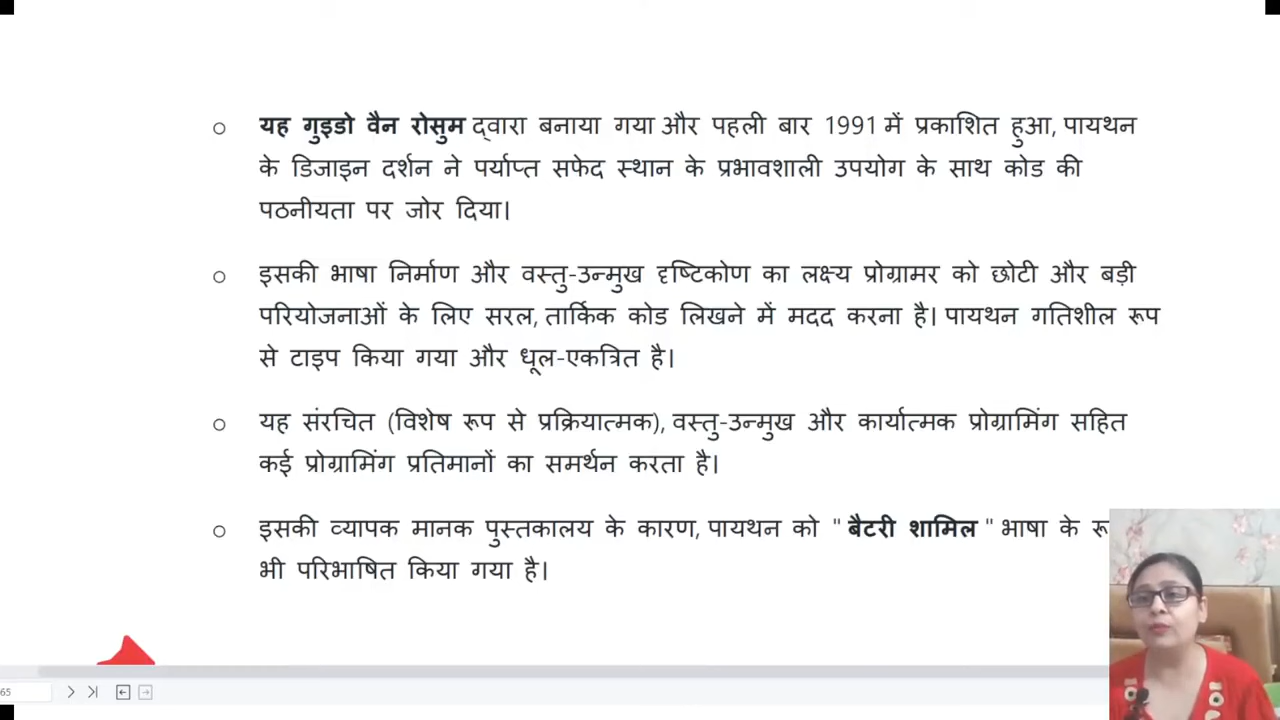 यह गुइडो वैन रोसुम द्वारा बनाया गया और पहली बार 1991 में प्रकाशित हुआ, पायथन
के डिजाइन दर्शन ने पर्याप्त सफेद स्थान के प्रभावशाली उपयोग के साथ कोड की
पठनीयता पर जोर दिया।
इसकी भाषा निर्माण और वस्तु-उन्मुख दृष्टिकोण का लक्ष्य प्रोग्रामर को छोटी और बड़ी
परियोजनाओं के लिए सरल, तार्किक कोड लिखने में मदद करना है। पायथन गतिशील रूप
से टाइप किया गया और धूल-एकत्रित है।
यह संरचित (विशेष रूप से प्रक्रियात्मक), वस्तु-उन्मुख और कार्यात्मक प्रोग्रामिंग सहित
कई प्रोग्रामिंग प्रतिमानों का समर्थन करता है।
इसकी व्यापक मानक पुस्तकालय के कारण, पायथन को " बैटरी शामिल " भाषा के
भी परिभाषित किया गया है।
65